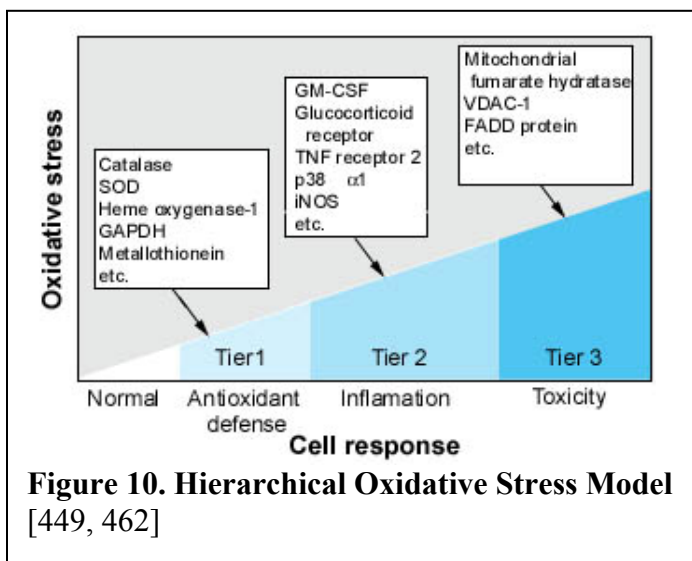 Oxidative stress
Catalase
SOD
Heme oxygenase-1
GAPDH
Metallothionein
etc.
GM-CSF
Glucocorticoid
receptor
TNF receptor 2
p38 α1
iNOS
etc.
Mitochondrial
fumarate hydratase
VDAC-1
FADD protein
etc.
Tier1
Tier 2
Tier 3
Normal
Antioxidant
defense
Inflamation
Toxicity
Cell response
Figure 10. Hierarchical Oxidative Stress Model
[449, 462]